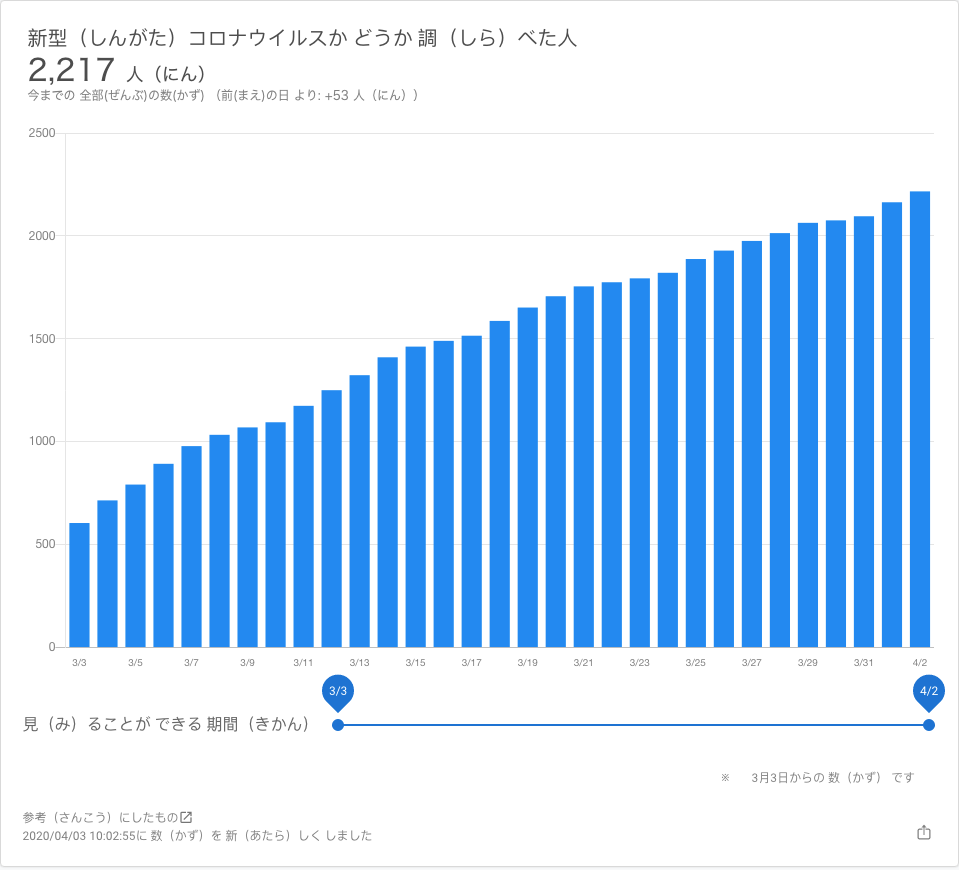 新型（しんがた）コロナウイルスか どうか 調（しら）べた人
2,217 人（にん）
今までの 全部(ぜんぶ)の数(かず) （前(まえ)の日 より: +53 人（にん））
2500
2000
1500
1000
500
0
3/3 3/5 3/7 3/9 3/11 3/13 3/15 3/17 3/19 3/21 3/23 3/25 3/27 3/29 3/31 4/2
3/3 4/2
見（み）ることが できる 期間（きかん）
※ 3月3日からの 数（かず） です
参考（さんこう）にしたもの
2020/04/03 10:02:55に 数（かず）を 新（あたら）しく しました